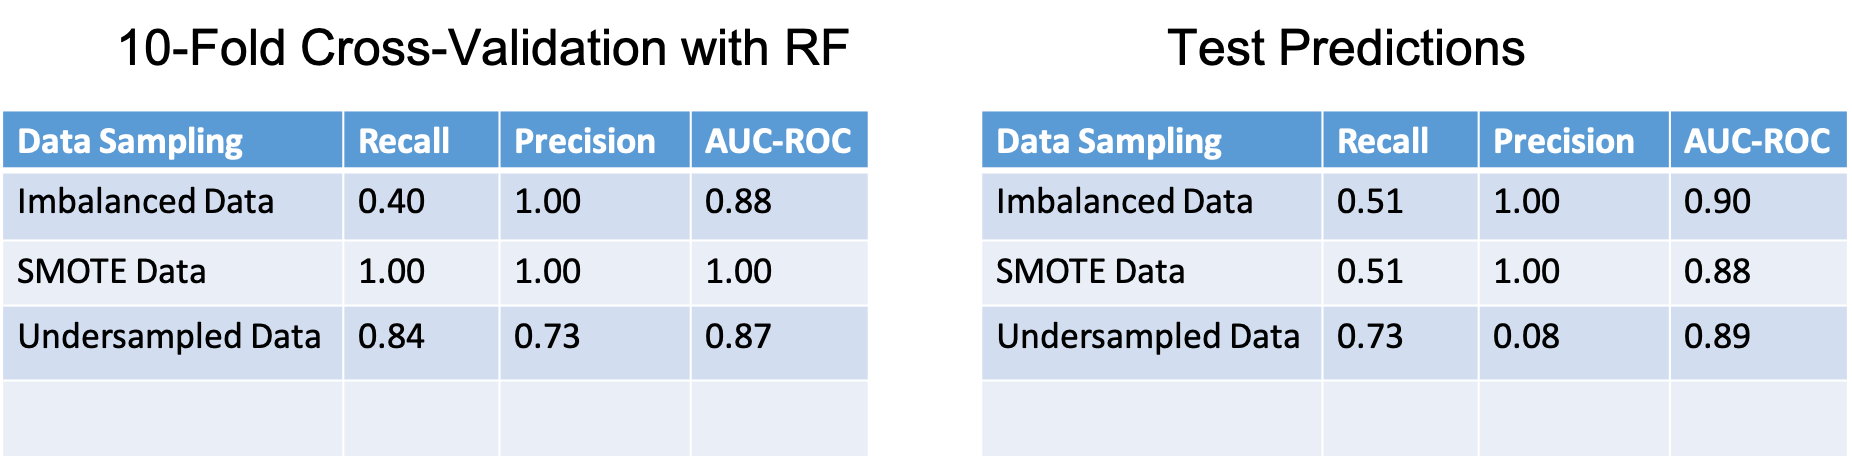 10-Fold Cross-Validation with RF
Data Sampling Recall Precision AUC-ROC
Imbalanced Data 0.40 1.00 0.88
SMOTE Data 1.00 1.00 1.00
Undersampled Data 0.84 0.73 0.87
Test Predictions
Data Sampling Recall Precision AUC-ROC
Imbalanced Data 0.51 1.00 0.90
SMOTE Data 0.51 1.00 0.88
Undersampled Data 0.73 0.08 0.89